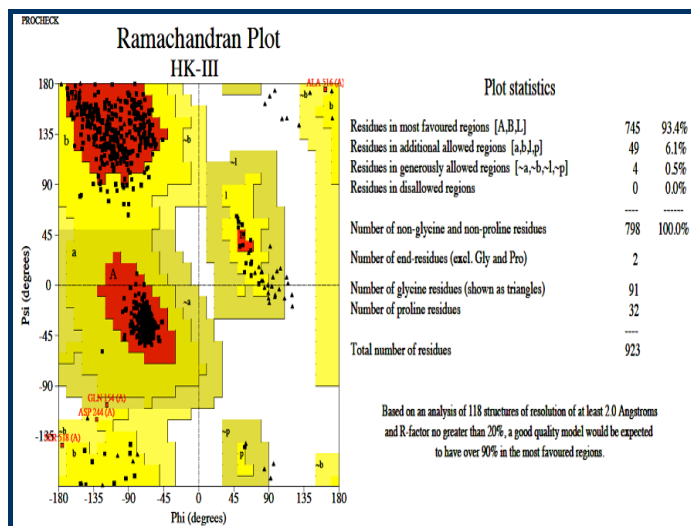 PROCHECK
Ramachandran Plot
HK-III
Plot statistics
Residues in most favoured regions [A,B,L] 745 93.4%
Residues in additional allowed regions [a,b,l,p] 49 6.1%
Residues in generously allowed regions [~a,~b,~l,~p] 4 0.5%
Residues in disallowed regions 0 0.0%
---- ------
Number of non-glycine and non-proline residues 798 100.0%
Number of end-residues (excl. Gly and Pro) 2
Number of glycine residues (shown as triangles) 91
Number of proline residues 32
----
Total number of residues 923
Based on an analysis of 118 structures of resolution of at least 2.0 Angstroms
and R-factor no greater than 20%, a good quality model would be expected
to have over 90% in the most favoured regions.
Psi (degrees)
180
135
90
45
0
-45
-90
-135
ALA 516 (A)
~b
b
b
~b
b
~l
l
a
A
~a
GLN 154 (A)
ASP 244 (A)
518 (A)
~b
b
~p
p
~b
-180 -135 -90 -45 0 45 90 135 180
Phi (degrees)